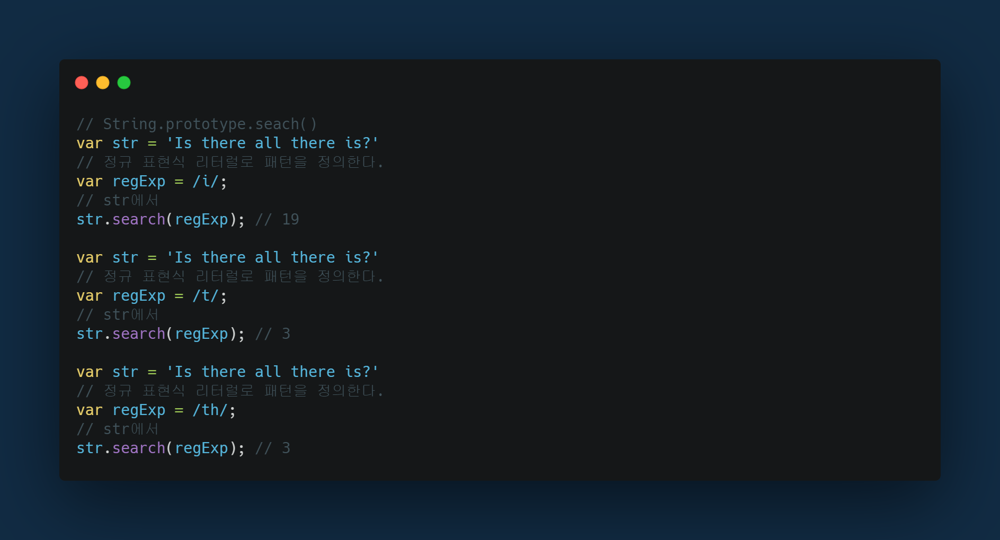 // String.prototype.seach()
var str = 'Is there all there is?'
// 정규 표현식 리터럴로 패턴을 정의한다.
var regExp = /i/;
// str에서
str.search(regExp); // 19
var str = 'Is there all there is?'
// 정규 표현식 리터럴로 패턴을 정의한다.
var regExp = /t/;
// str에서
str.search(regExp); // 3
var str = 'Is there all there is?'
// 정규 표현식 리터럴로 패턴을 정의한다.
var regExp = /th/;
// str에서
str.search(regExp); // 3